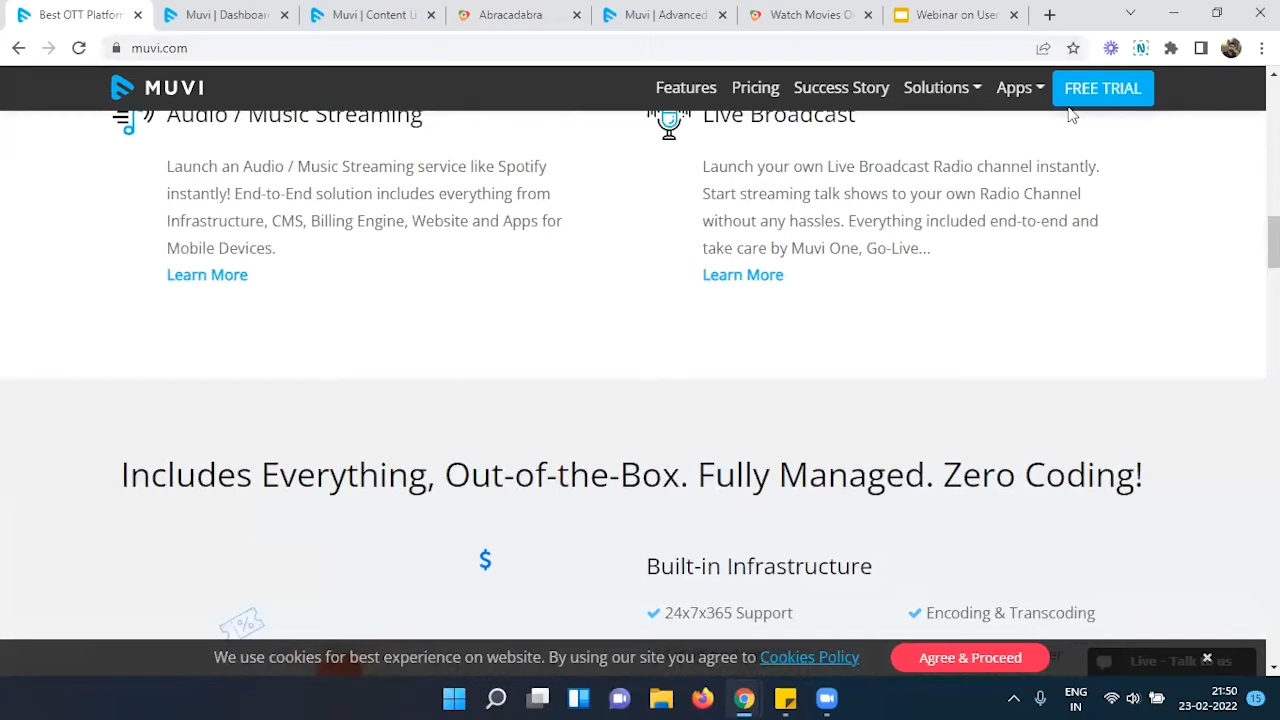 Best OTT Platform
Muvi | Dashboar
Muvi | Content Li
Abracadabra
Muvi | Advanced
Watch Movies O
Webinar on User
muvi.com
MUVI
Features
Pricing
Success Story
Solutions
Apps
FREE TRIAL
Audio / Music Streaming
Launch an Audio / Music Streaming service like Spotify
instantly! End-to-End solution includes everything from
Infrastructure, CMS, Billing Engine, Website and Apps for
Mobile Devices.
Learn More
Live Broadcast
Launch your own Live Broadcast Radio channel instantly.
Start streaming talk shows to your own Radio Channel
without any hassles. Everything included end-to-end and
take care by Muvi One, Go-Live...
Learn More
Includes Everything, Out-of-the-Box. Fully Managed. Zero Coding!
$
%
Built-in Infrastructure
24x7x365 Support
Encoding & Transcoding
We use cookies for best experience on website. By using our site you agree to Cookies Policy
Agree & Proceed
Live - Talk to us
ENG
IN
21:50
23-02-2022
15